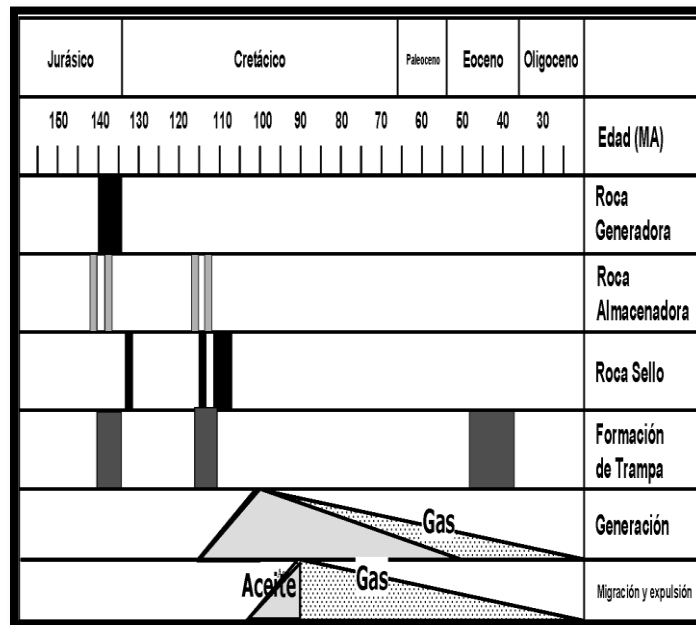 Jurásico Cretácico Paleoceno Eoceno Oligoceno
150 140 130 120 110 100 90 80 70 60 50 40 30 Edad (MA)
Roca
Generadora
Roca
Almacenadora
Roca Sello
Formación
de Trampa
Gas
Generación
Aceite Gas
Migración y expulsión